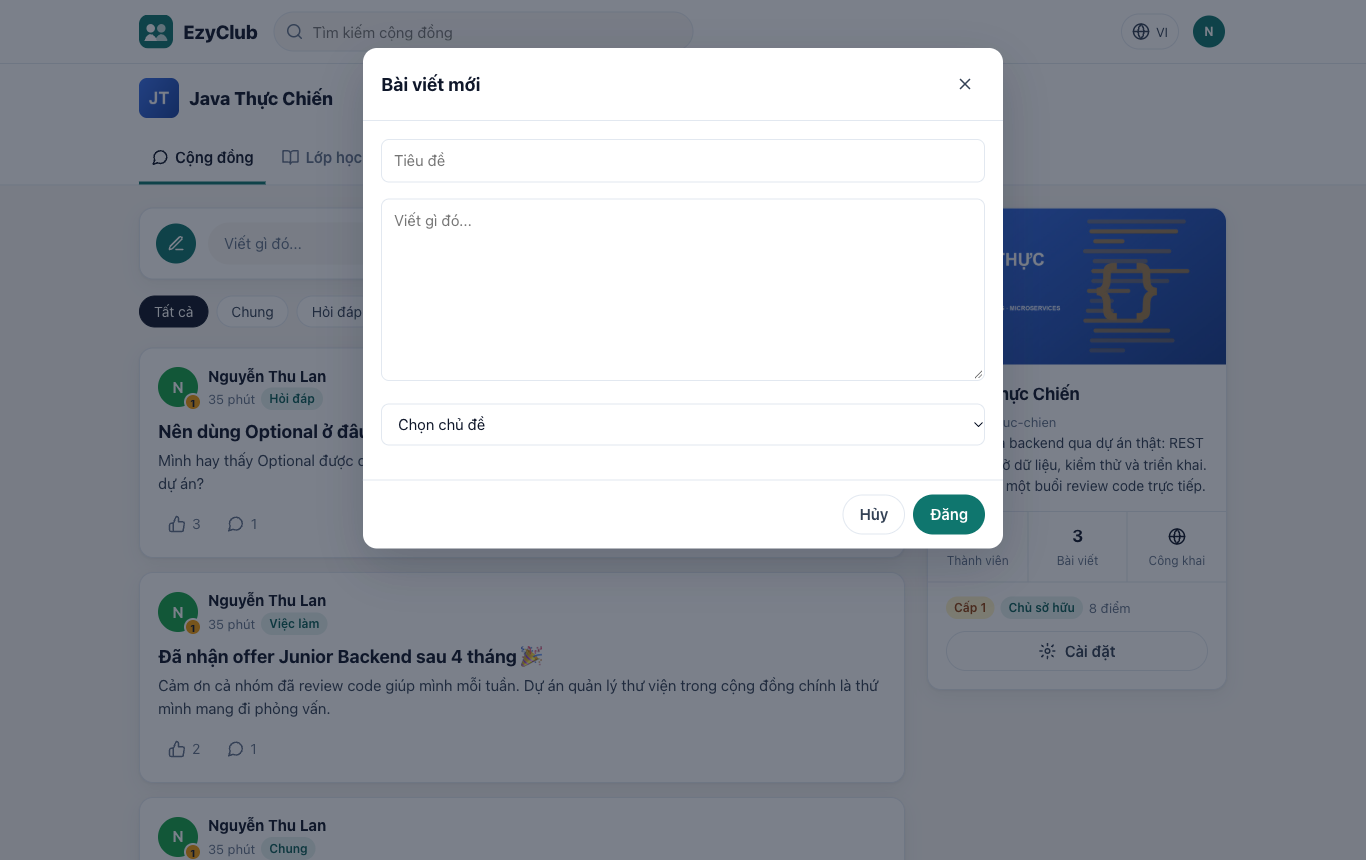 EzyClub
Tìm kiếm cộng đồng
VI
N
JT
Java Thực Chiến
Cộng đồng
Lớp học
Bài viết mới
Tiêu đề
Viết gì đó...
Chọn chủ đề
Hủy
Đăng
Viết gì đó...
Tất cả
Chung
Hỏi đáp
N
1
Nguyễn Thu Lan
35 phút
Hỏi đáp
Nên dùng Optional ở đâu
Mình hay thấy Optional được
dự án?
3
1
N
1
Nguyễn Thu Lan
35 phút
Việc làm
Đã nhận offer Junior Backend sau 4 tháng🎉
Cảm ơn cả nhóm đã review code giúp mình mỗi tuần. Dự án quản lý thư viện trong cộng đồng chính là thứ
mình mang đi phỏng vấn.
2
1
N
1
Nguyễn Thu Lan
35 phút
Chung
THỰC
· MICROSERVICES
Chiến
uc-chien
backend qua dự án thật: REST
dữ liệu, kiểm thử và triển khai.
một buổi review code trực tiếp.
Thành viên
3
Bài viết
Công khai
Cấp 1
Chủ sở hữu
8 điểm
Cài đặt